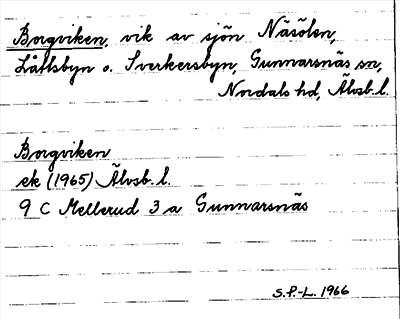 Borgviken, vik av sjön Näsölen,
Låltsbyn o. Sverkersbyn, Gunnarsnäs sn,
Nordals hd, Älvsb. l.
Borgviken
ek (1965) Älvsb. l.
9 C Mellerud 3 a Gunnarsnäs
S.P.-L. 1966